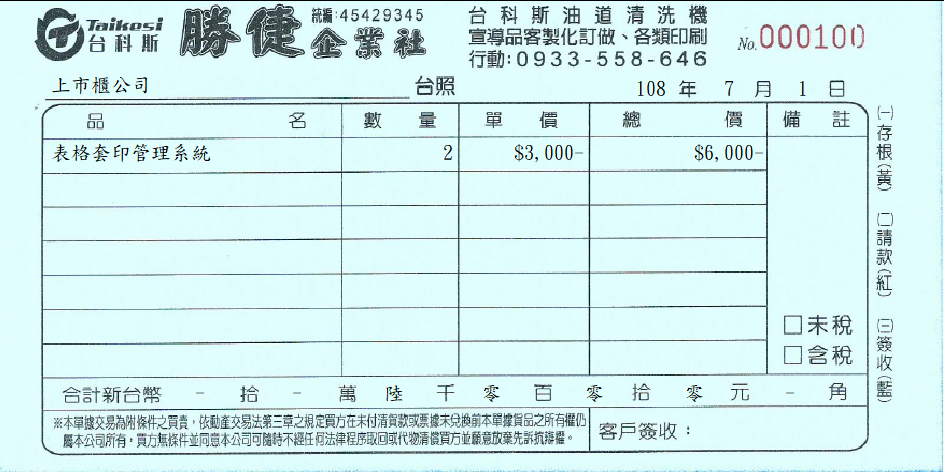 Taikosi
台科斯
勝健企業社
統編:45429345
台科斯油道清洗機
宣導品客製化訂做、各類印刷
行動:0933-558-646
No.000100
上市櫃公司 台照
108 年 7 月 1 日
品名 數量 單價 總價 備註
表格套印管理系統 2 $3,000- $6,000-
□未稅
□含稅
合計新台幣 - 拾 - 萬 陸 千 零 百 零 拾 零 元 - 角
※本單據交易為附條件之買賣，依動產交易法第三章之規定買方在未付清貨款或票據未兌換前本單據貨品之所有權仍
屬本公司所有。買方無條件並同意本公司可隨時不經任何法律程序取回或代物清償買方並願意放棄先訴抗辯權。
客戶簽收：
㈠存根(黃)
㈡請款(紅)
㈢簽收(藍)